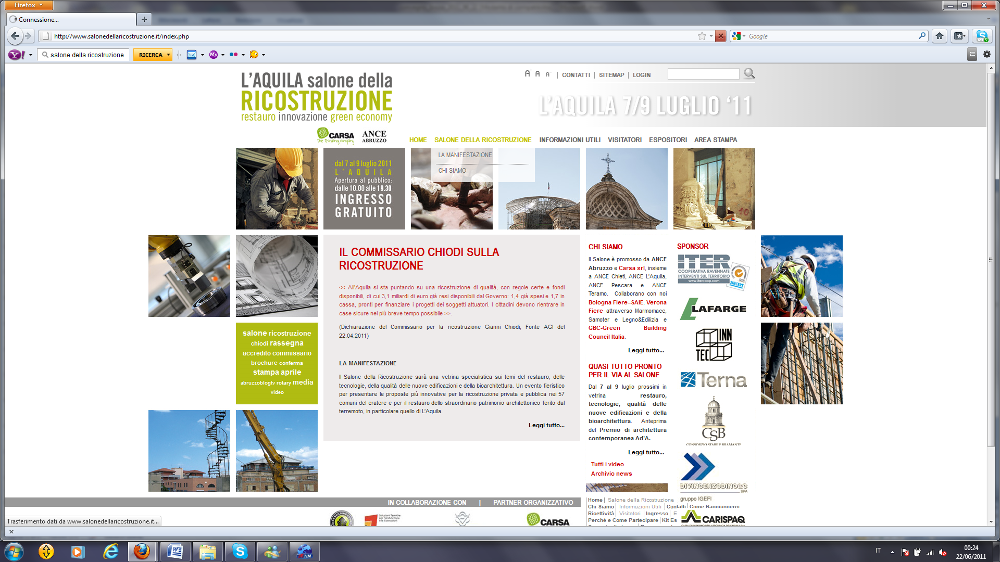 Firefox
Connessione...
http://www.salonedellaricostruzione.it/index.php
Google
Y!
salone della ricostruzione
RICERCA
My
L'AQUILA salone della
RICOSTRUZIONE
restauro innovazione green economy
CARSA
the thinking company
ANCE
ABRUZZO
A+ A A-
CONTATTI | SITEMAP | LOGIN
L'AQUILA 7/9 LUGLIO '11
HOME SALONE DELLA RICOSTRUZIONE INFORMAZIONI UTILI VISITATORI ESPOSITORI AREA STAMPA
LA MANIFESTAZIONE
CHI SIAMO
dal 7 al 9 luglio 2011
L'AQUILA
Apertura al pubblico:
dalle 10.00 alle 19.30
INGRESSO
GRATUITO
salone ricostruzione
chiodi rassegna
accredito commissario
brochure conferma
stampa aprile
abruzzoblogtv rotary media
video
IL COMMISSARIO CHIODI SULLA
RICOSTRUZIONE
<< All'Aquila si sta puntando su una ricostruzione di qualità, con regole certe e fondi
disponibili, di cui 3,1 miliardi di euro già resi disponibili dal Governo: 1,4 già spesi e 1,7 in
cassa, pronti per finanziare i progetti dei soggetti attuatori. I cittadini devono rientrare in
case sicure nel più breve tempo possibile >>.
(Dichiarazione del Commissario per la ricostruzione Gianni Chiodi, Fonte AGI del
22.04.2011)
LA MANIFESTAZIONE
Il Salone della Ricostruzione sarà una vetrina specialistica sui temi del restauro, delle
tecnologie, della qualità delle nuove edificazioni e della bioarchitettura. Un evento fieristico
per presentare le proposte più innovative per la ricostruzione privata e pubblica nei 57
comuni del cratere e per il restauro dello straordinario patrimonio architettonico ferito dal
terremoto, in particolare quello di L'Aquila.
Leggi tutto...
CHI SIAMO
Il Salone è promosso da ANCE
Abruzzo e Carsa srl, insieme
a ANCE Chieti, ANCE L'Aquila,
ANCE Pescara e ANCE
Teramo. Collaborano con noi
Bologna Fiere–SAIE, Verona
Fiere attraverso Marmomacc,
Samoter e Legno&Edilizia e
GBC-Green Building
Council Italia.
Leggi tutto...
QUASI TUTTO PRONTO
PER IL VIA AL SALONE
Dal 7 al 9 luglio prossimi in
vetrina restauro,
tecnologie, qualità delle
nuove edificazioni e della
bioarchitettura. Anteprima
del Premio di architettura
contemporanea Ad'A.
Leggi tutto...
Tutti i video
Archivio news
SPONSOR
ITER
COOPERATIVA RAVENNATE
INTERVENTI SUL TERRITORIO
www.itercoop.com
SGS
SINCERT
LAFARGE
INN
TEC
Terna
CSB
CONSORZIO STABILE BRAMANTE
DIVINCENZODINO&C
SPA
gruppo IGEFI
CARISPAQ
IN COLLABORAZIONE CON | PARTNER ORGANIZZATIVO
Soluzioni Tecniche
per l'Architettura
e le Costruzioni
CARSA
Home | Salone della Ricostruzione
Chi Siamo | Informazioni Utili | Contatti | Come Raggiungerci
Ricettività | Visitatori | Ingresso | E
Perchè e Come Partecipare | Kit Es
Trasferimento dati da www.salonedellaricostruzione.it...
x
TIM
IT
00:24
22/06/2011